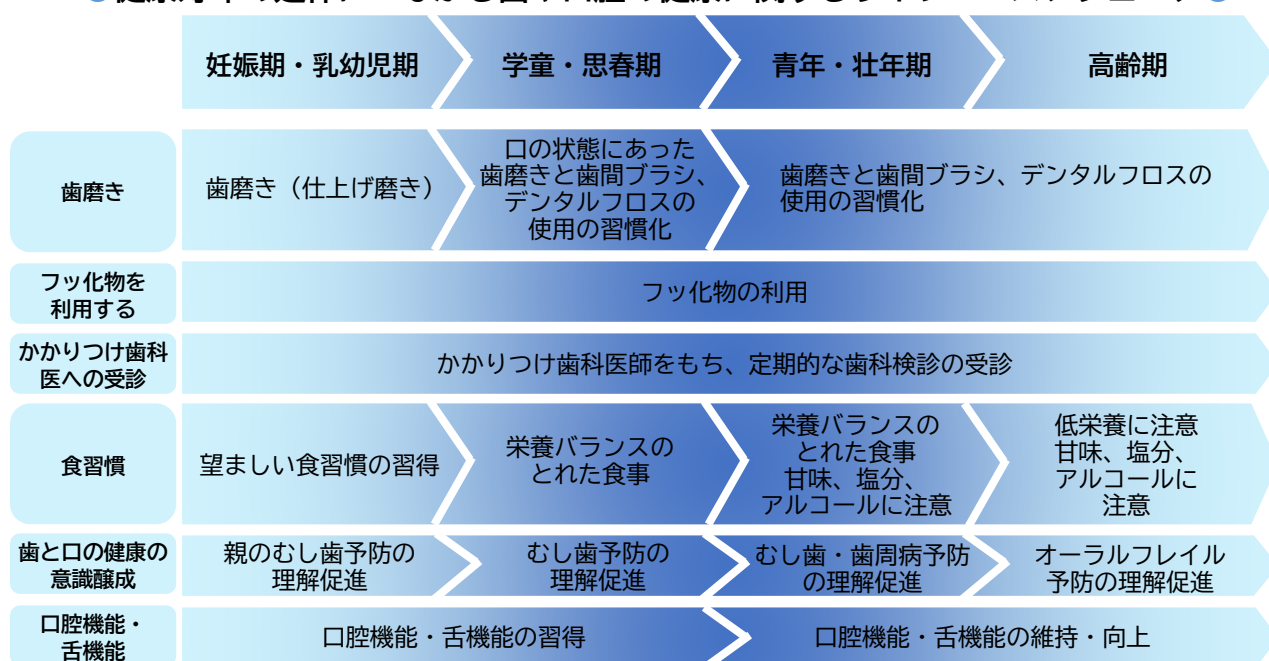 妊娠期・乳幼児期
学童・思春期
青年・壮年期
高齢期
歯磨き
歯磨き（仕上げ磨き）
口の状態にあった
歯磨きと歯間ブラシ、
デンタルフロスの
使用の習慣化
歯磨きと歯間ブラシ、デンタルフロスの
使用の習慣化
フッ化物を
利用する
フッ化物の利用
かかりつけ歯科
医への受診
かかりつけ歯科医師をもち、定期的な歯科検診の受診
食習慣
望ましい食習慣の習得
栄養バランスの
とれた食事
栄養バランスの
とれた食事
甘味、塩分、
アルコールに注意
低栄養に注意
甘味、塩分、
アルコールに
注意
歯と口の健康の
意識醸成
親のむし歯予防の
理解促進
むし歯予防の
理解促進
むし歯・歯周病予防
の理解促進
オーラルフレイル
予防の理解促進
口腔機能・
舌機能
口腔機能・舌機能の習得
口腔機能・舌機能の維持・向上